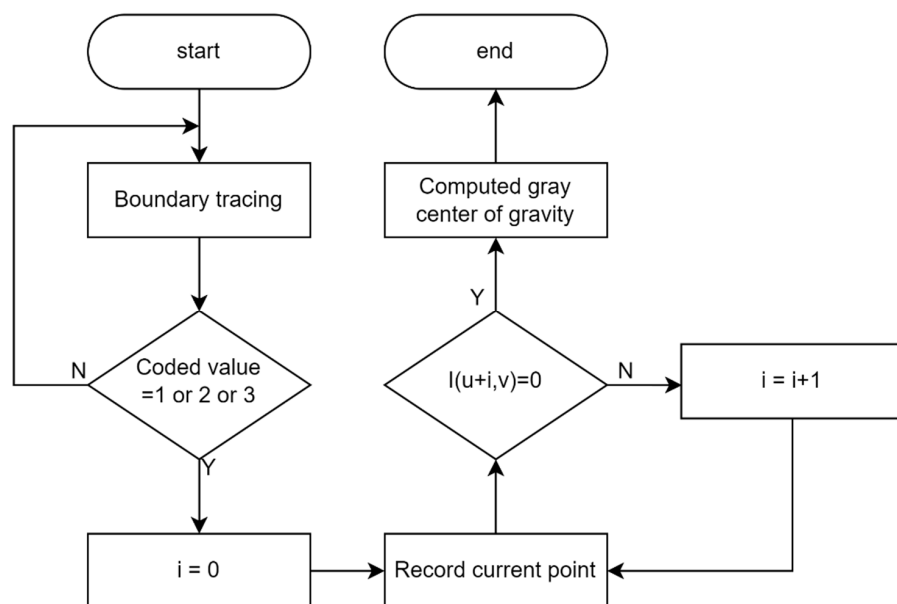 start
end
Boundary tracing
Computed gray
center of gravity
Y
N
Coded value
=1 or 2 or 3
I(u+i,v)=0
N
i = i+1
Y
i = 0
Record current point